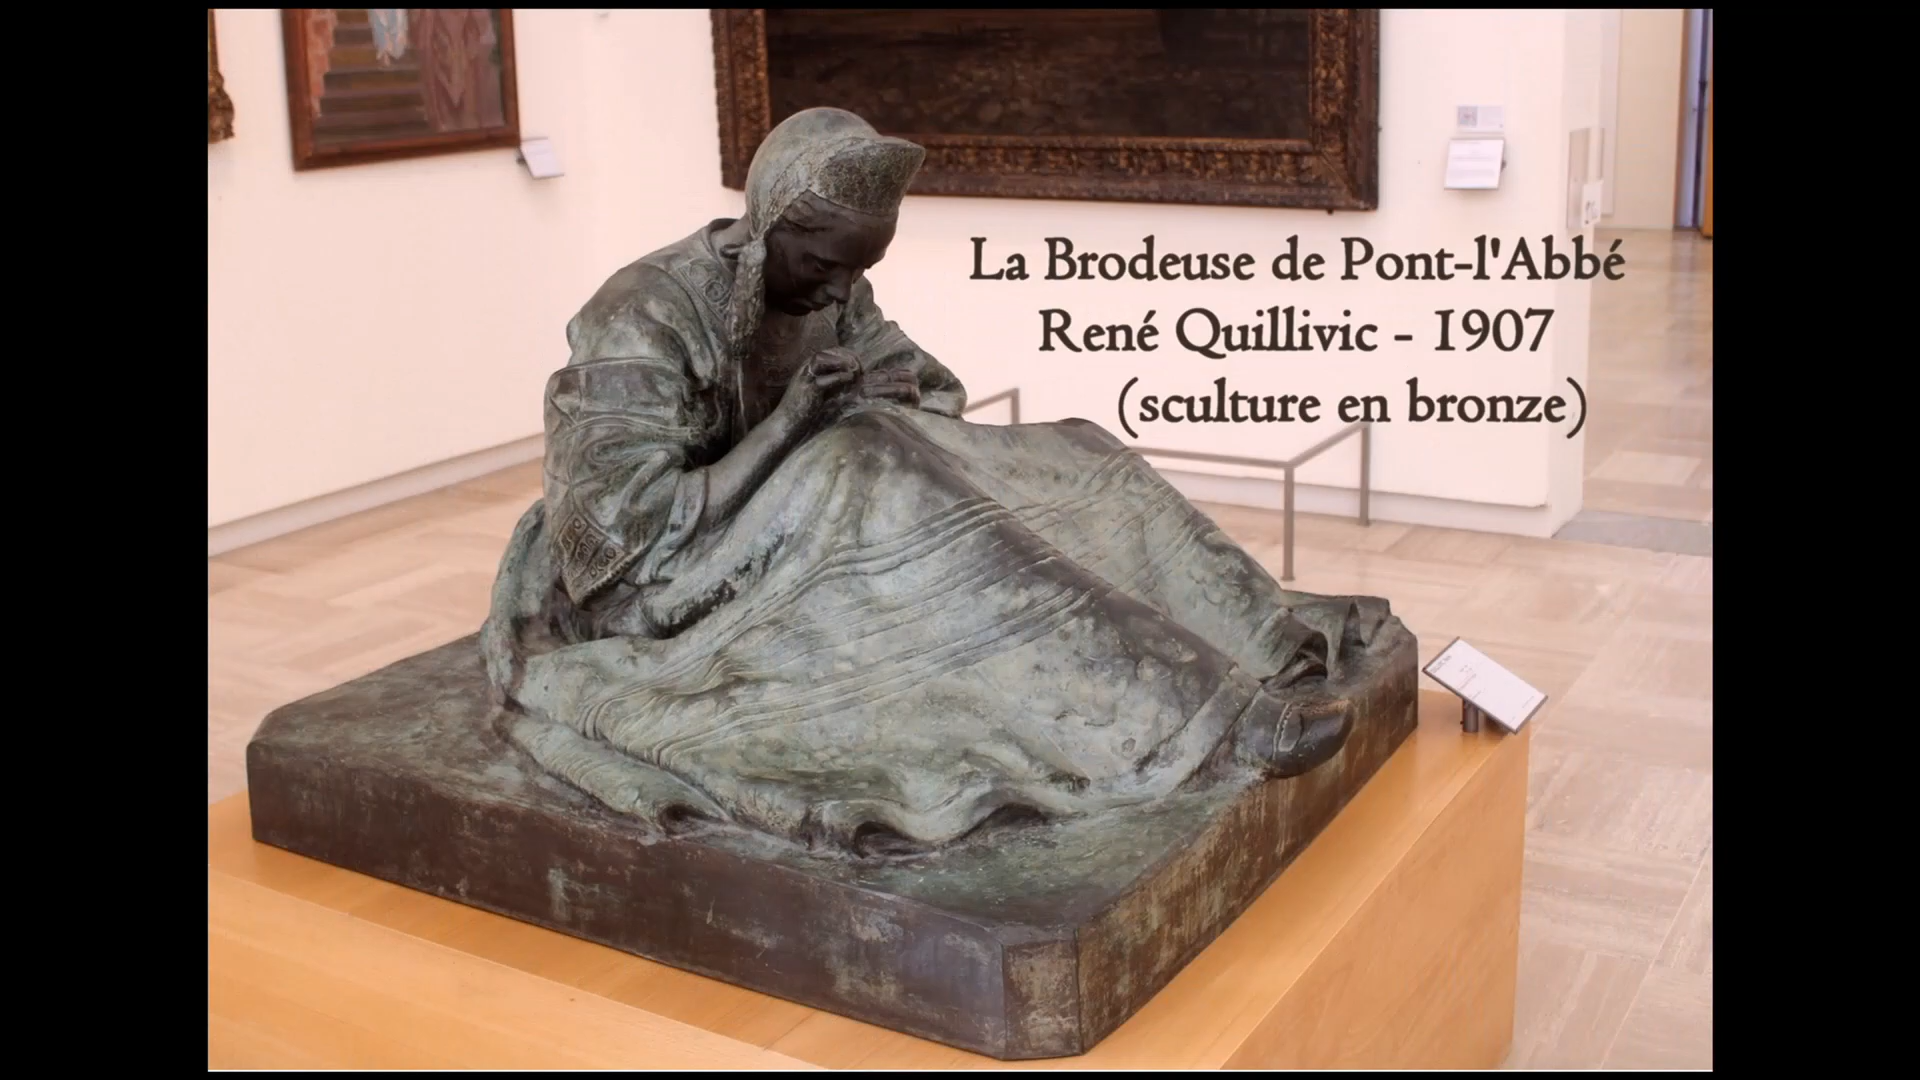 La Brodeuse de Pont-l'Abbé
René Quillivic - 1907
(sculture en bronze)